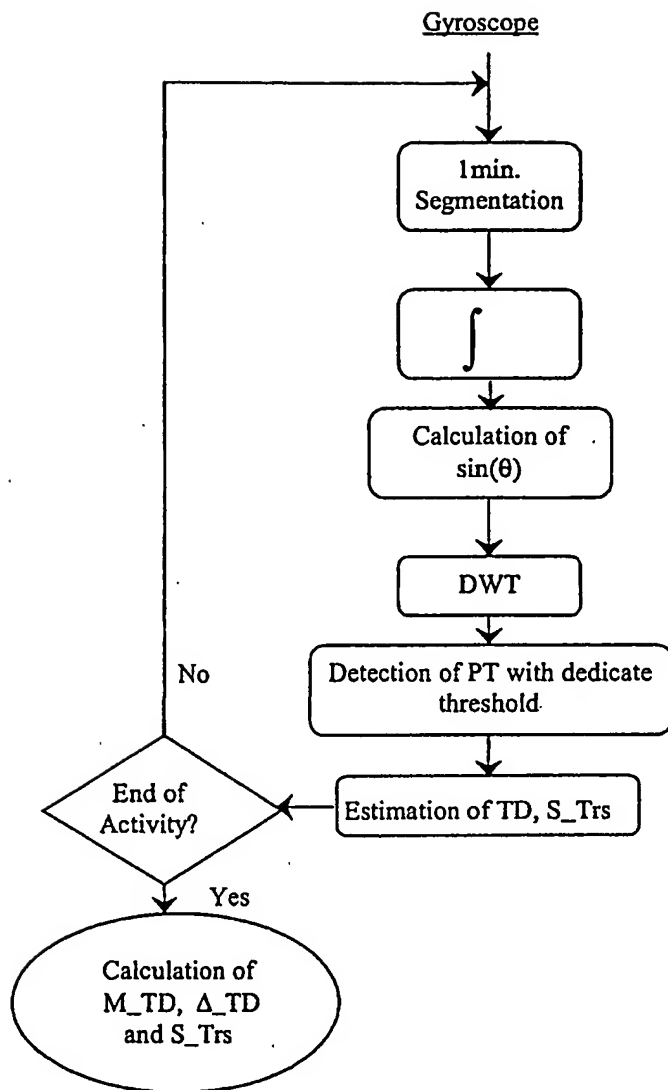 Gyroscope
1min.
Segmentation
∫
Calculation of
sin(θ)
DWT
Detection of PT with dedicate
threshold
Estimation of TD, S_Trs
End of
Activity?
No
Yes
Calculation of
M_TD, Δ_TD
and S_Trs